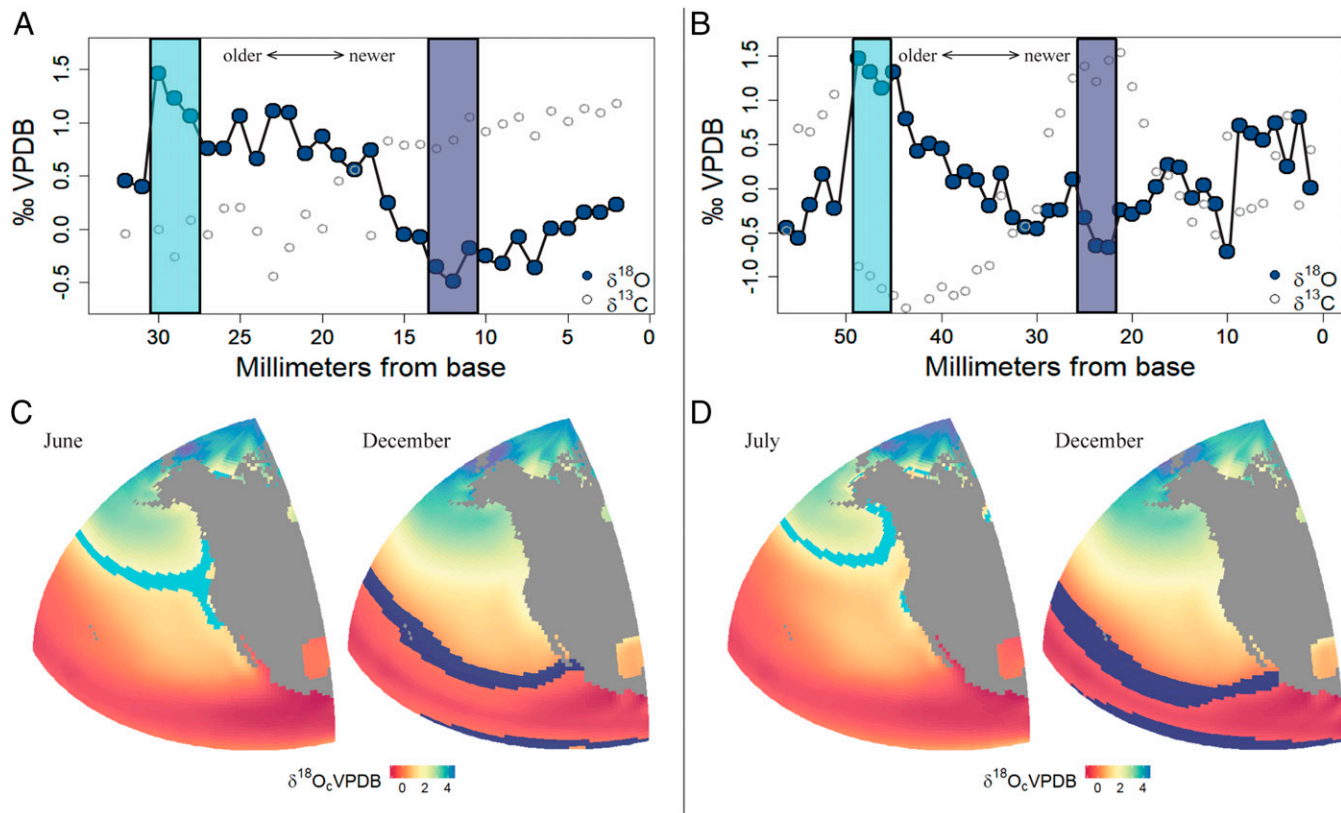 A
older newer
‰ VPDB
1.5
1.0
0.5
0.0
-0.5
δ18O
δ13C
30 25 20 15 10 5 0
Millimeters from base
B
older newer
‰ VPDB
1.5
1.0
0.5
0.0
-0.5
-1.0
δ18O
δ13C
50 40 30 20 10 0
Millimeters from base
C
June
December
δ18OcVPDB
0 2 4
D
July
December
δ18OcVPDB
0 2 4